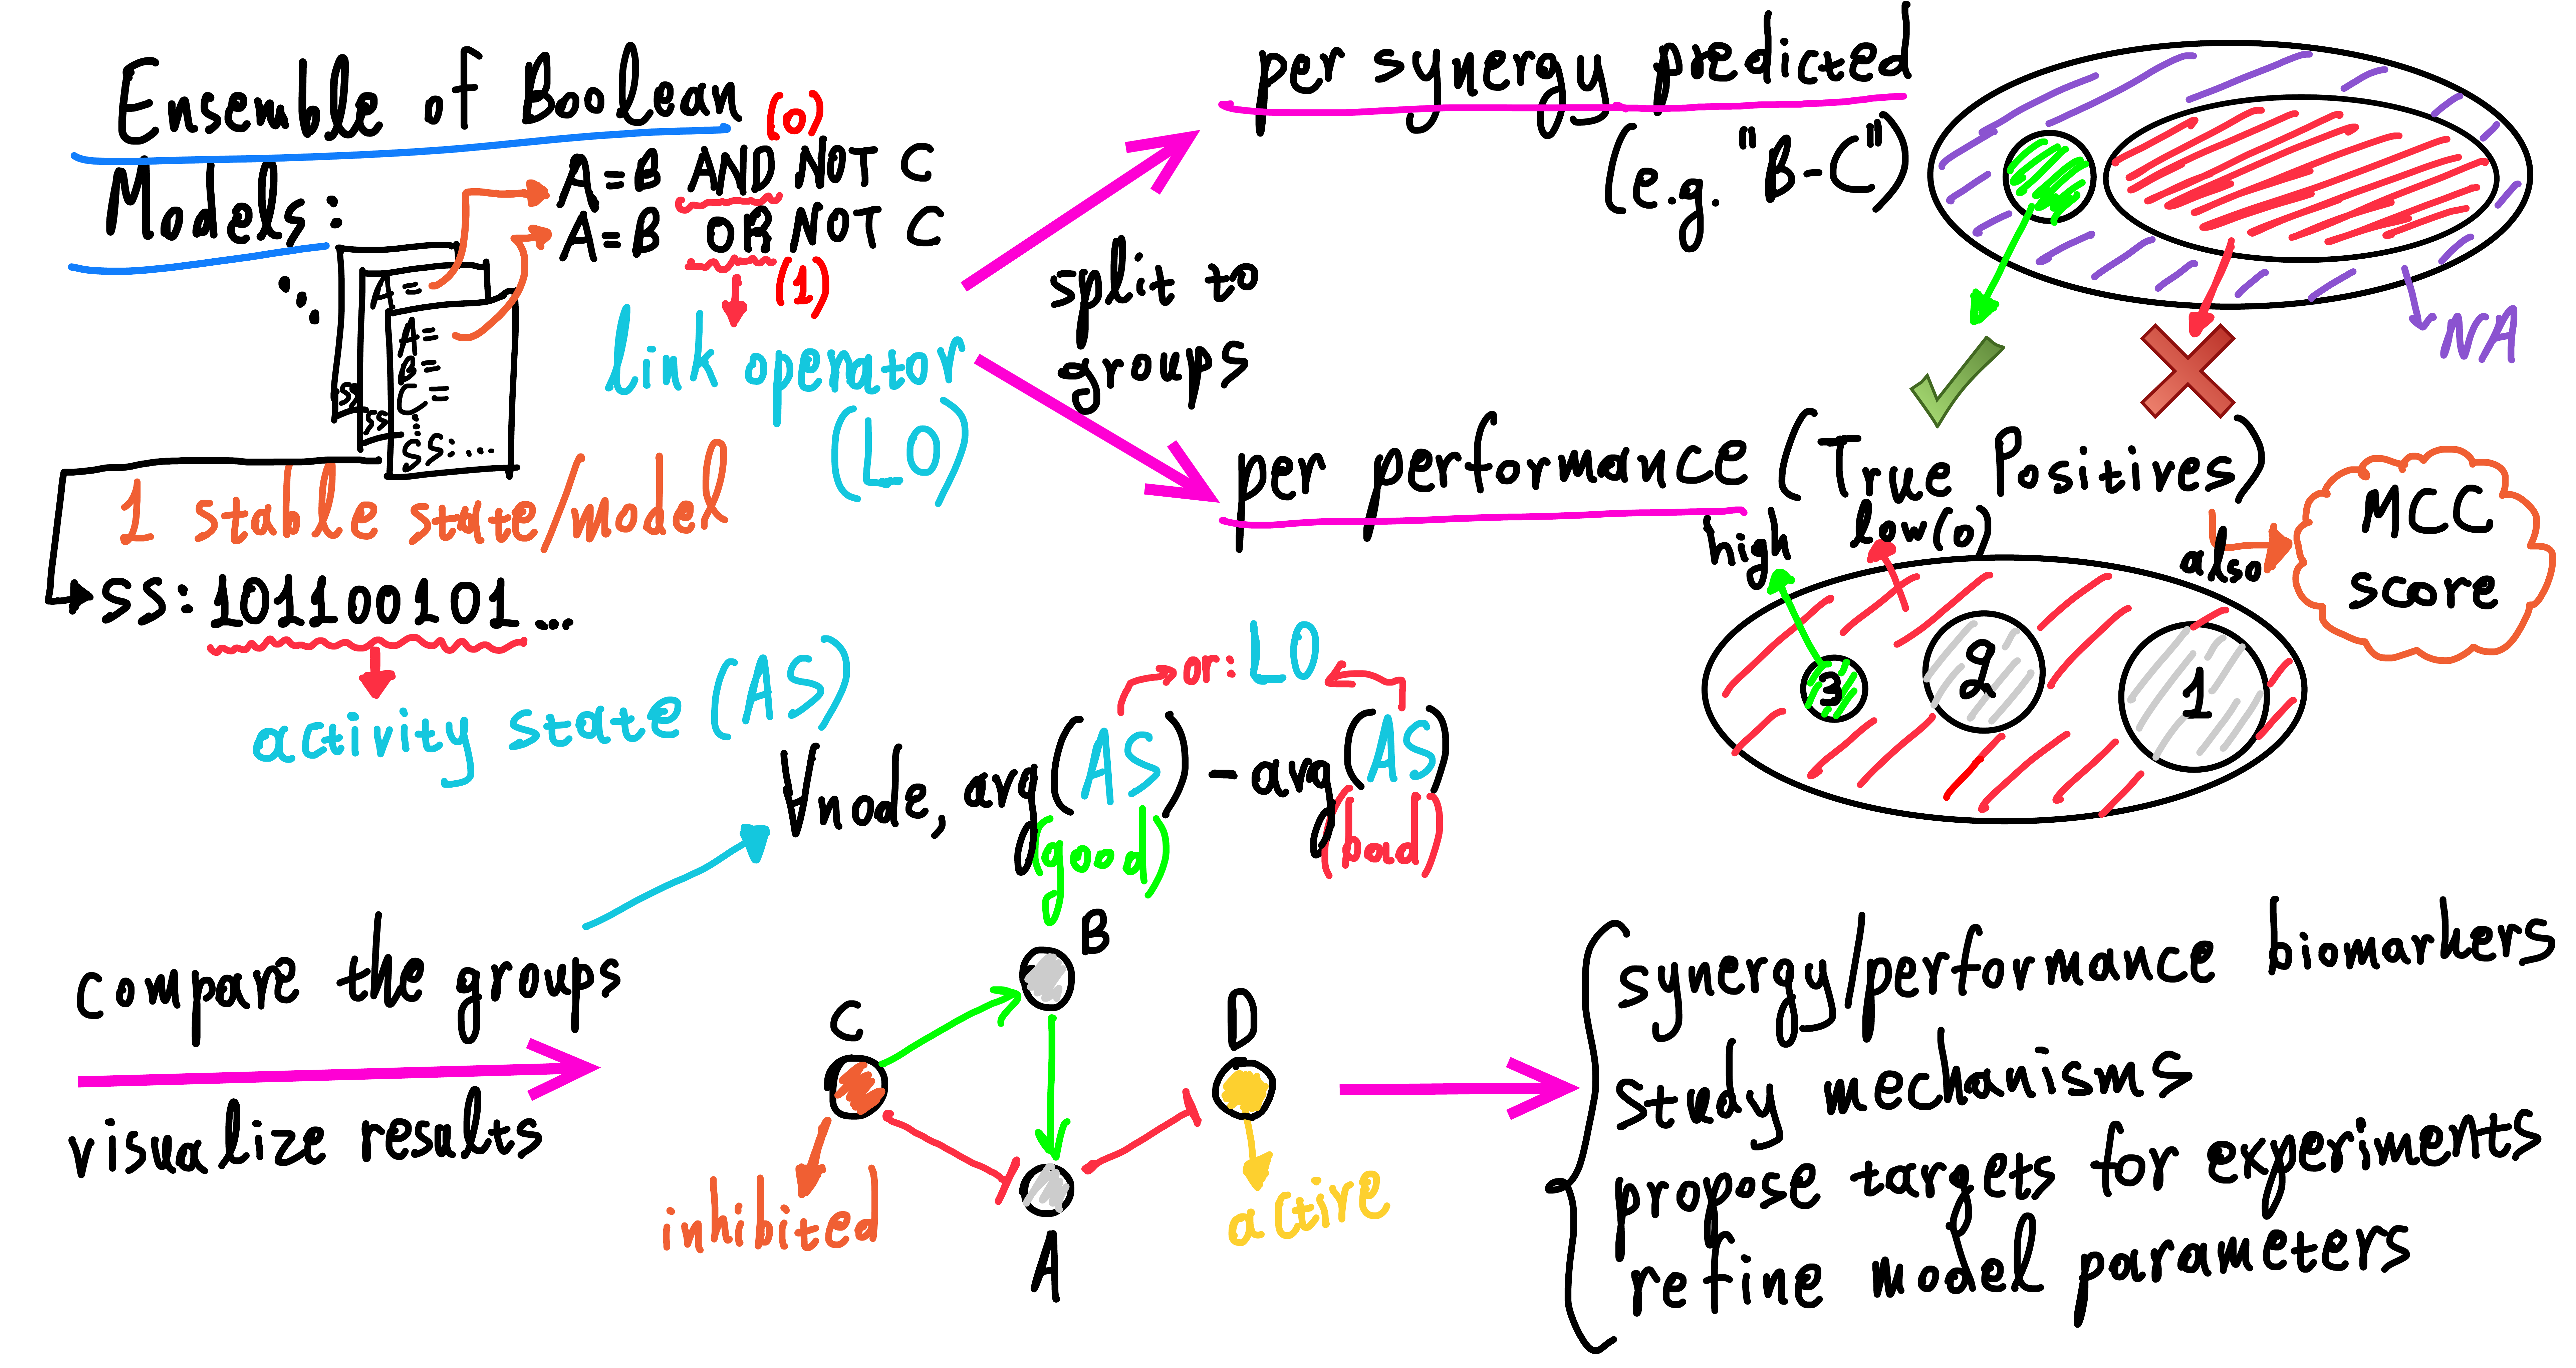 Ensemble of Boolean
Models:
(0)
A=B AND NOT C
A=B OR NOT C
(1)
link operator
(LO)
A=
A=
B=
C=
⋮
SS:...
SS
SS
1 stable state/model
SS: 101100101...
activity state (AS)
split to
groups
per synergy predicted
(e.g. "B-C")
NA
per performance (True Positives)
high
low(0)
also
MCC
score
3
2
1
or: LO
∀node, avg(AS) - avg(AS)
(good)
(bad)
compare the groups
visualize results
B
C
D
A
inhibited
active
synergy/performance biomarkers
study mechanisms
propose targets for experiments
refine model parameters